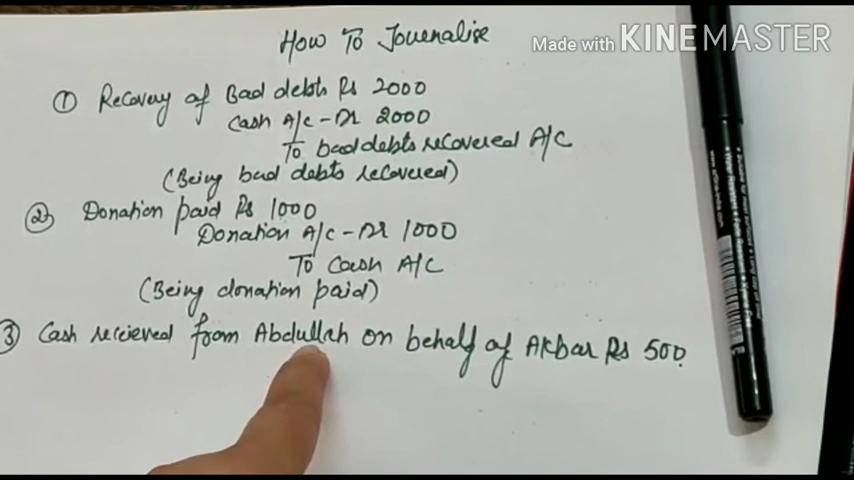 How To Journalise
Made with KINEMASTER
① Recovery of Bad debts Rs 2000
Cash A/c - Dr 2000
To bad debts recovered A/C
(Being bad debts recovered)
② Donation paid Rs 1000
Donation A/C - Dr 1000
To Cash A/C
(Being donation paid)
③ Cash recieved from Abdullah on behalf of Akbar Rs 500.